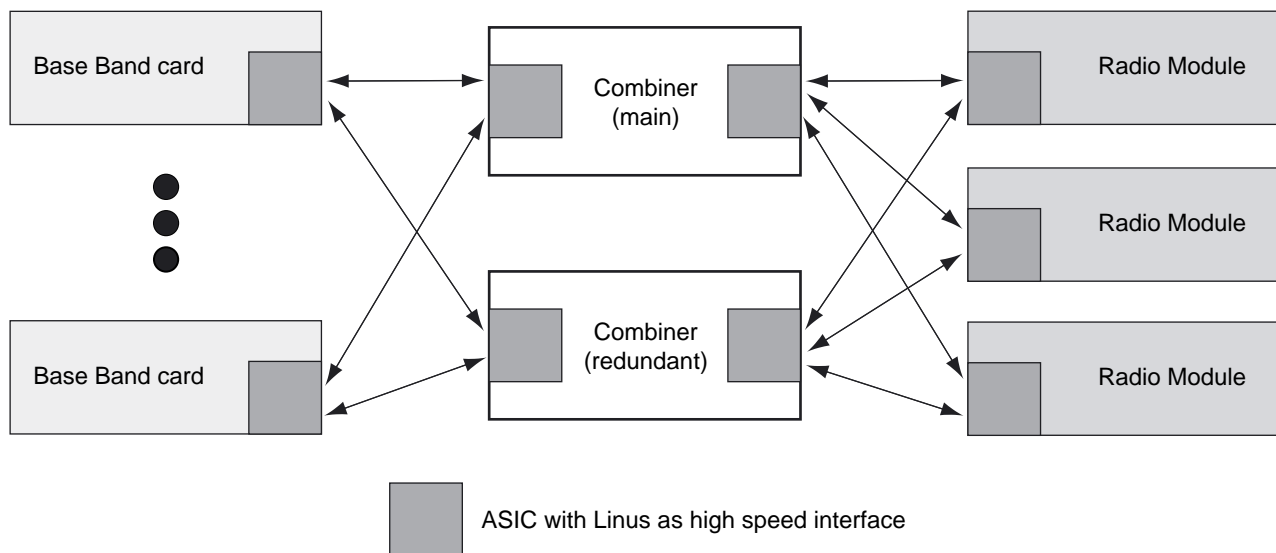 Base Band card
Combiner
(main)
Radio Module
Radio Module
Base Band card
Combiner
(redundant)
Radio Module
ASIC with Linus as high speed interface